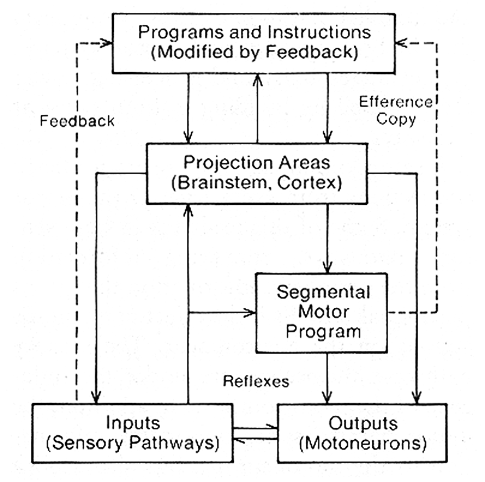 Programs and Instructions
(Modified by Feedback)
Feedback
Efference
Copy
Projection Areas
(Brainstem, Cortex)
Segmental
Motor
Program
Reflexes
Inputs
(Sensory Pathways)
Outputs
(Motoneurons)